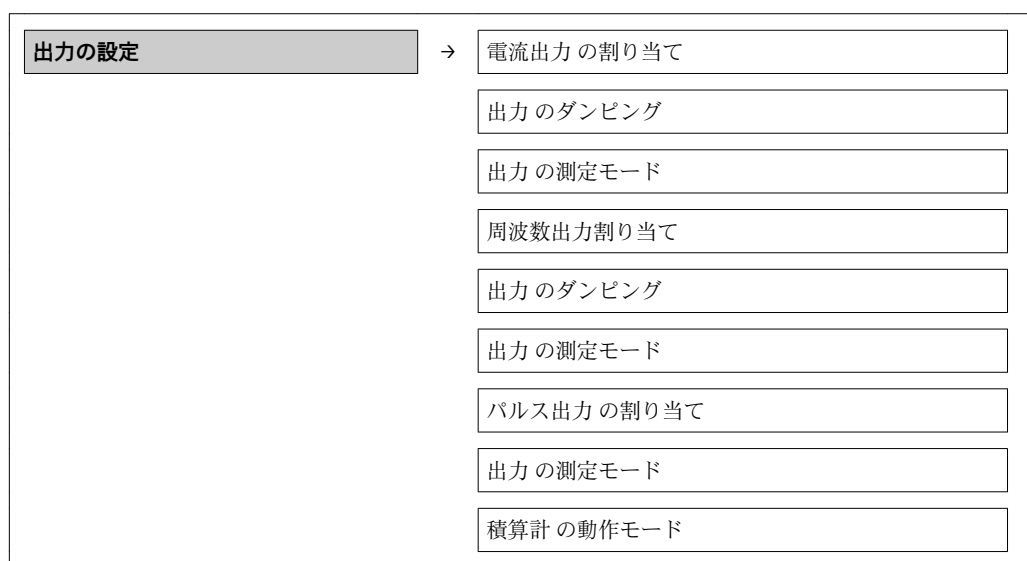 出力の設定 → 電流出力 の割り当て
出力 のダンピング
出力 の測定モード
周波数出力割り当て
出力 のダンピング
出力 の測定モード
パルス出力 の割り当て
出力 の測定モード
積算計 の動作モード